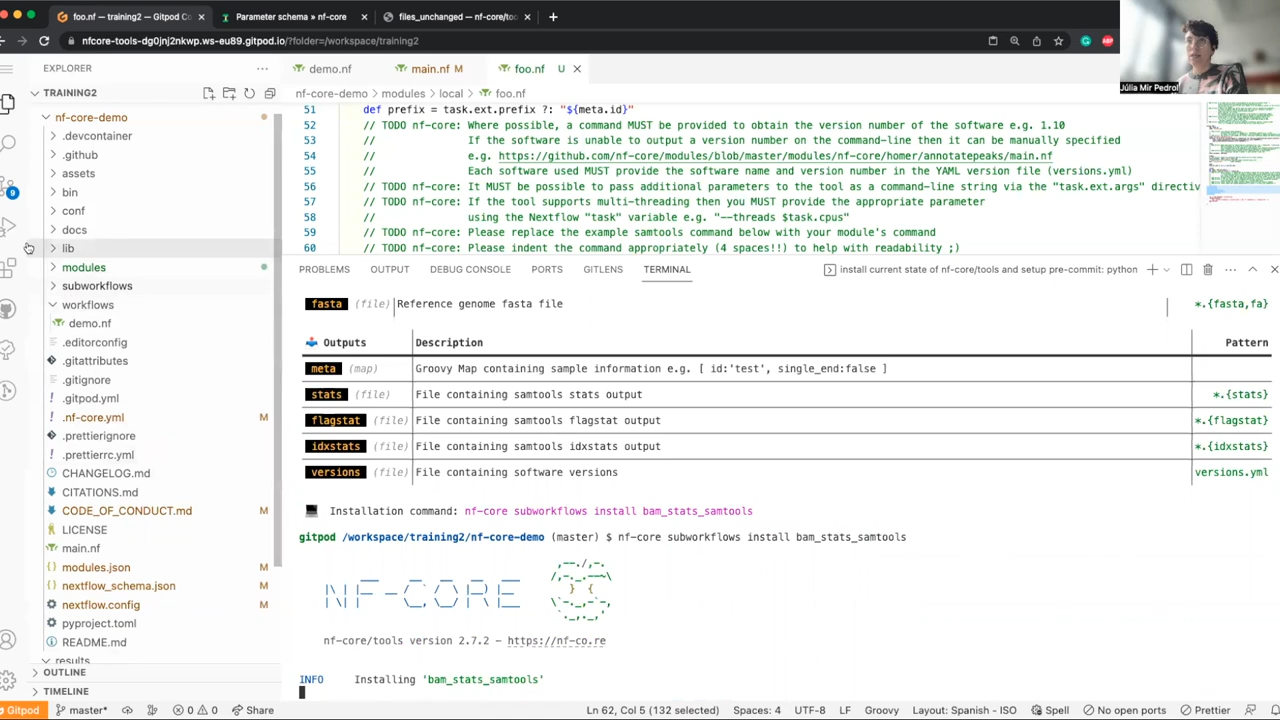 foo.nf — training2 — Gitpod C
Parameter schema » nf-core
files_unchanged — nf-core/too
nfcore-tools-dg0jnj2nkwp.ws-eu89.gitpod.io/?folder=/workspace/training2
Júlia Mir Pedrol
EXPLORER
TRAINING2
nf-core-demo
.devcontainer
.github
assets
bin
conf
docs
lib
modules
subworkflows
workflows
demo.nf
.editorconfig
.gitattributes
.gitignore
.gitpod.yml
.nf-core.yml M
.prettierignore
.prettierrc.yml
CHANGELOG.md
CITATIONS.md
CODE_OF_CONDUCT.md M
LICENSE
main.nf
modules.json M
nextflow_schema.json M
nextflow.config M
pyproject.toml
README.md
results
OUTLINE
TIMELINE
demo.nf
main.nf M
foo.nf U
nf-core-demo > modules > local > foo.nf
51 def prefix = task.ext.prefix ?: "${meta.id}"
52 // TODO nf-core: Where possible, a command MUST be provided to obtain the version number of the software e.g. 1.10
53 // If the software is unable to output a version number on the command-line then it can be manually specified
54 // e.g. https://github.com/nf-core/modules/blob/master/modules/nf-core/homer/annotatepeaks/main.nf
55 // Each software used MUST provide the software name and version number in the YAML version file (versions.yml)
56 // TODO nf-core: It MUST be possible to pass additional parameters to the tool as a command-line string via the "task.ext.args" directiv
57 // TODO nf-core: If the tool supports multi-threading then you MUST provide the appropriate parameter
58 // using the Nextflow "task" variable e.g. "--threads $task.cpus"
59 // TODO nf-core: Please replace the example samtools command below with your module's command
60 // TODO nf-core: Please indent the command appropriately (4 spaces!!) to help with readability ;)
PROBLEMS OUTPUT DEBUG CONSOLE PORTS GITLENS TERMINAL
install current state of nf-core/tools and setup pre-commit: python
fasta (file) Reference genome fasta file *.{fasta,fa}
Outputs Description Pattern
meta (map) Groovy Map containing sample information e.g. [ id:'test', single_end:false ]
stats (file) File containing samtools stats output *.{stats}
flagstat (file) File containing samtools flagstat output *.{flagstat}
idxstats (file) File containing samtools idxstats output *.{idxstats}
versions (file) File containing software versions versions.yml
Installation command: nf-core subworkflows install bam_stats_samtools
gitpod /workspace/training2/nf-core-demo (master) $ nf-core subworkflows install bam_stats_samtools
NF-CORE
nf-core/tools version 2.7.2 - https://nf-co.re
INFO Installing 'bam_stats_samtools'
Gitpod master* 0 0 Share Ln 62, Col 5 (132 selected) Spaces: 4 UTF-8 LF Groovy Layout: Spanish - ISO Spell No open ports Prettier